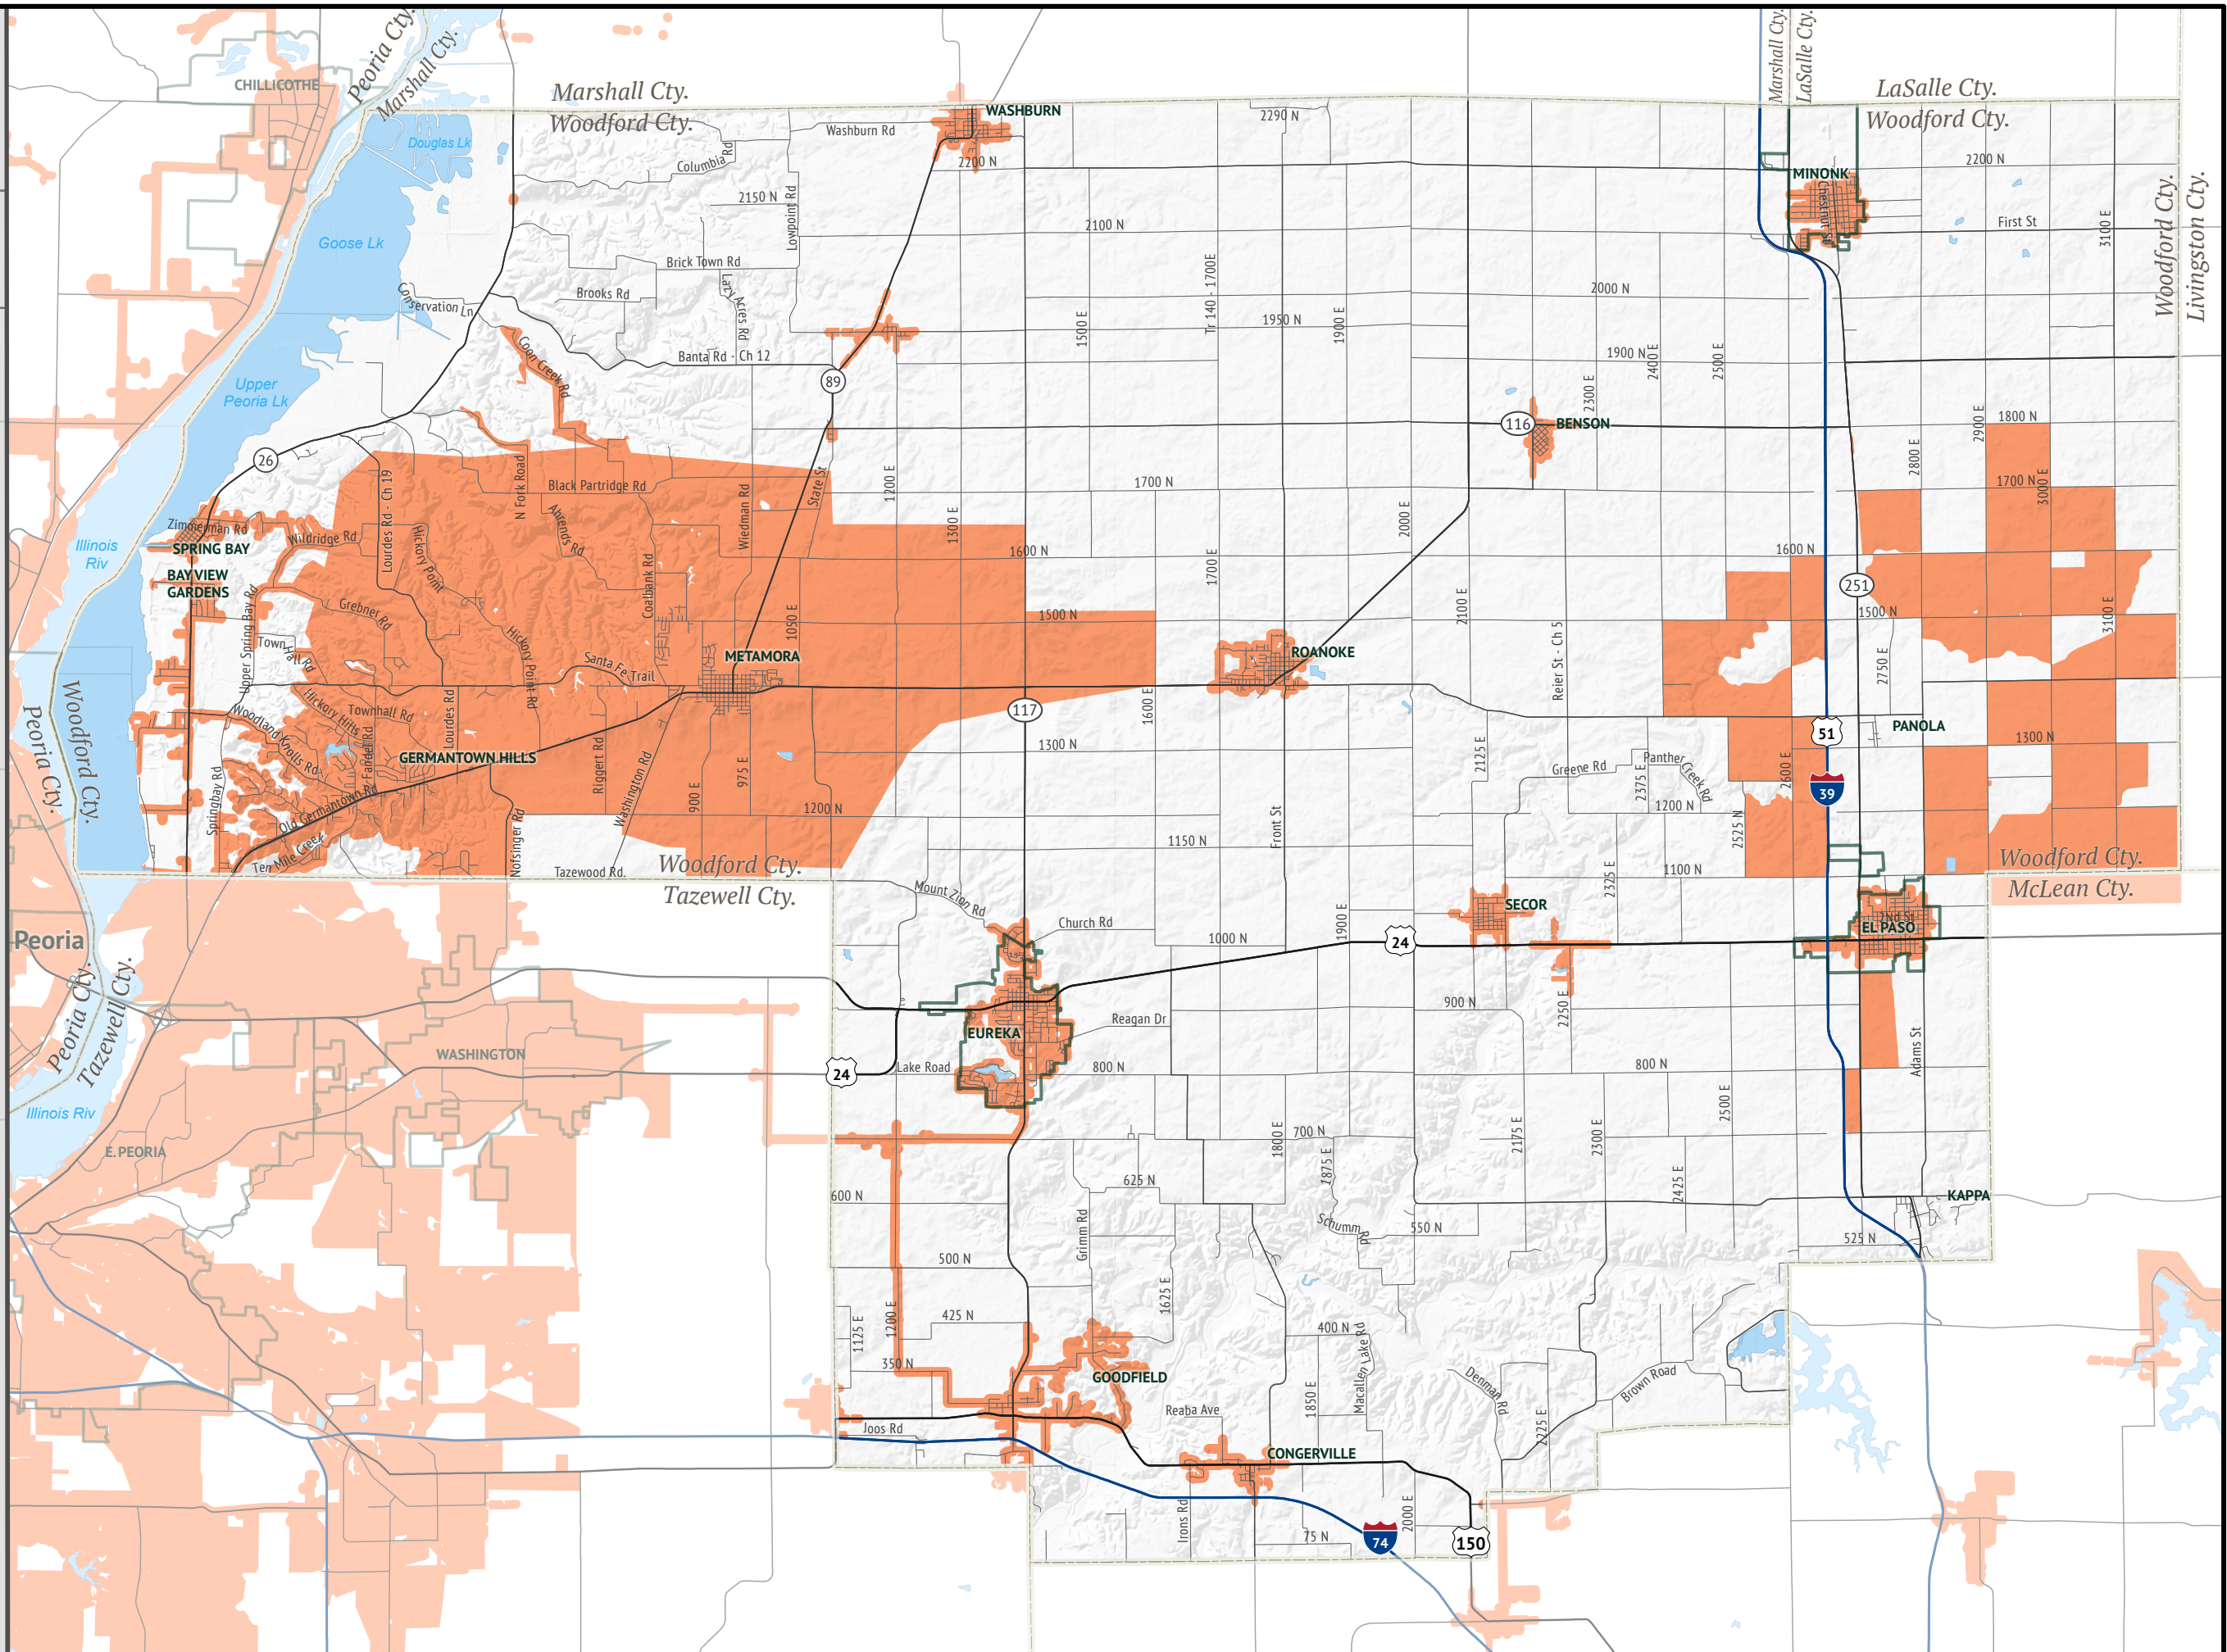 Peoria Cty.
Marshall Cty.
Marshall Cty.
LaSalle Cty.
CHILLICOTHE
Marshall Cty.
Woodford Cty.
LaSalle Cty.
Woodford Cty.
WASHBURN
2290 N
Washburn Rd
Douglas Lk
Columbia Rd
2200 N
2200 N
MINONK
Chestnut St
2150 N
Lowpoint Rd
2100 N
First St
3100 E
Woodford Cty.
Livingston Cty.
Goose Lk
Brick Town Rd
Brooks Rd
Lazy Acres Rd
Conservation Ln
Tr 140 - 1700E
2000 N
1500 E
1950 N
1900 E
Coon Creek Rd
Banta Rd - Ch 12
1900 N
2400 E
2500 E
89
Upper
Peoria Lk
2300 E
116
BENSON
1800 N
2900 E
2800 E
26
Lourdes Rd - Ch 19
N Fork Road
Black Partridge Rd
State St
1200 E
1700 N
1700 N
3000 E
Wiedman Rd
1300 E
2000 E
Zimmerman Rd
Wildridge Rd
Hickory Point
Ahrends Rd
SPRING BAY
Illinois
Riv
1600 N
1600 N
1700 E
Coalbank Rd
BAY VIEW
GARDENS
251
Upper Spring Bay Rd
Grebner Rd
1050 E
1500 N
1500 N
2100 E
3100 E
Town Hall Rd
Hickory Point Rd
Santa Fe Trail
METAMORA
ROANOKE
Reier St - Ch 5
2750 E
Hickory Hills
Woodland Knolls Rd
Townhall Rd
Lourdes Rd
Fandel Rd
117
1600 E
PANOLA
51
Peoria Cty.
Woodford Cty.
GERMANTOWN HILLS
1300 N
1300 N
2125 E
Greene Rd
Panther Creek Rd
2375 E
2600 E
39
Riggert Rd
Washington Rd
900 E
975 E
1200 N
1200 N
Springbay Rd
Old Germantown Rd
Ten Mile Creek
Nofsinger Rd
Front St
1150 N
2525 N
Tazewood Rd.
Woodford Cty.
Tazewell Cty.
1100 N
2325 E
Woodford Cty.
McLean Cty.
Mount Zion Rd
Church Rd
1900 E
SECOR
2nd St
EL PASO
Peoria
1000 N
24
Peoria Cty.
Tazewell Cty.
900 N
2250 E
EUREKA
Reagan Dr
WASHINGTON
24
Lake Road
800 N
800 N
Adams St
Illinois Riv
2500 E
E. PEORIA
700 N
1800 E
1875 E
2175 E
2300 E
625 N
2425 E
600 N
KAPPA
Grimm Rd
Schumm Rd
550 N
525 N
500 N
1625 E
1125 E
1200 E
425 N
400 N
Macallen Lake Rd
350 N
GOODFIELD
Denman Rd
Brown Road
1850 E
Reaba Ave
2225 E
Joos Rd
CONGERVILLE
Irons Rd
2000 E
75 N
74
150